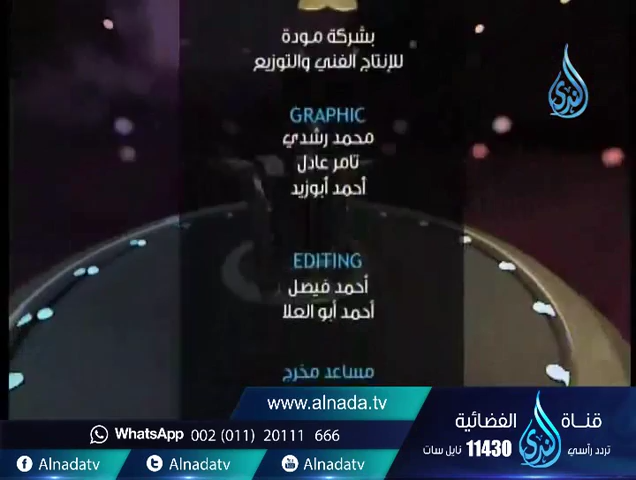 بشركة مودة
للإنتاج الفني والتوزيع
الندى
GRAPHIC
محمد رشدي
تامر عادل
أحمد أبوزيد
EDITING
أحمد فيصل
أحمد أبو العلا
مساعد مخرج
www.alnada.tv
قناة الندى الفضائية
WhatsApp 002 (011) 20111 666
تردد رأسي 11430 نايل سات
Alnadatv Alnadatv Alnadatv